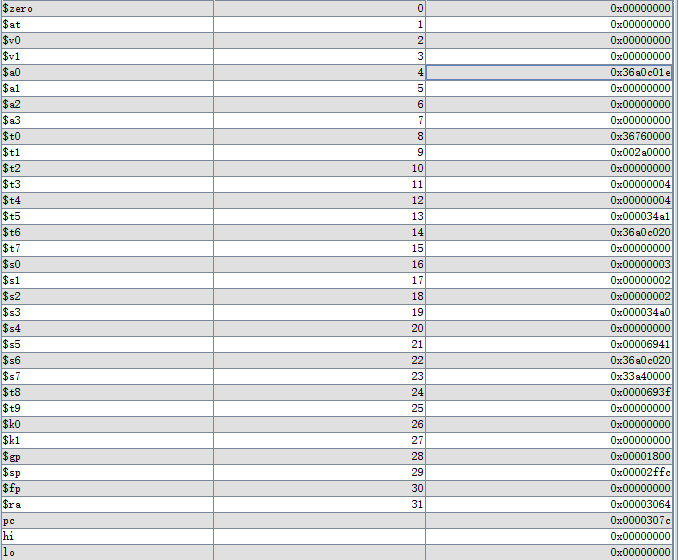 $zero 0 0x00000000
$at 1 0x00000000
$v0 2 0x00000000
$v1 3 0x00000000
$a0 4 0x36a0c01e
$a1 5 0x00000000
$a2 6 0x00000000
$a3 7 0x00000000
$t0 8 0x36760000
$t1 9 0x002a0000
$t2 10 0x00000000
$t3 11 0x00000004
$t4 12 0x00000004
$t5 13 0x000034a1
$t6 14 0x36a0c020
$t7 15 0x00000000
$s0 16 0x00000003
$s1 17 0x00000002
$s2 18 0x00000002
$s3 19 0x000034a0
$s4 20 0x00000000
$s5 21 0x00006941
$s6 22 0x36a0c020
$s7 23 0x33a40000
$t8 24 0x0000693f
$t9 25 0x00000000
$k0 26 0x00000000
$k1 27 0x00000000
$gp 28 0x00001800
$sp 29 0x00002ffc
$fp 30 0x00000000
$ra 31 0x00003064
pc 0x0000307c
hi 0x00000000
lo 0x00000000